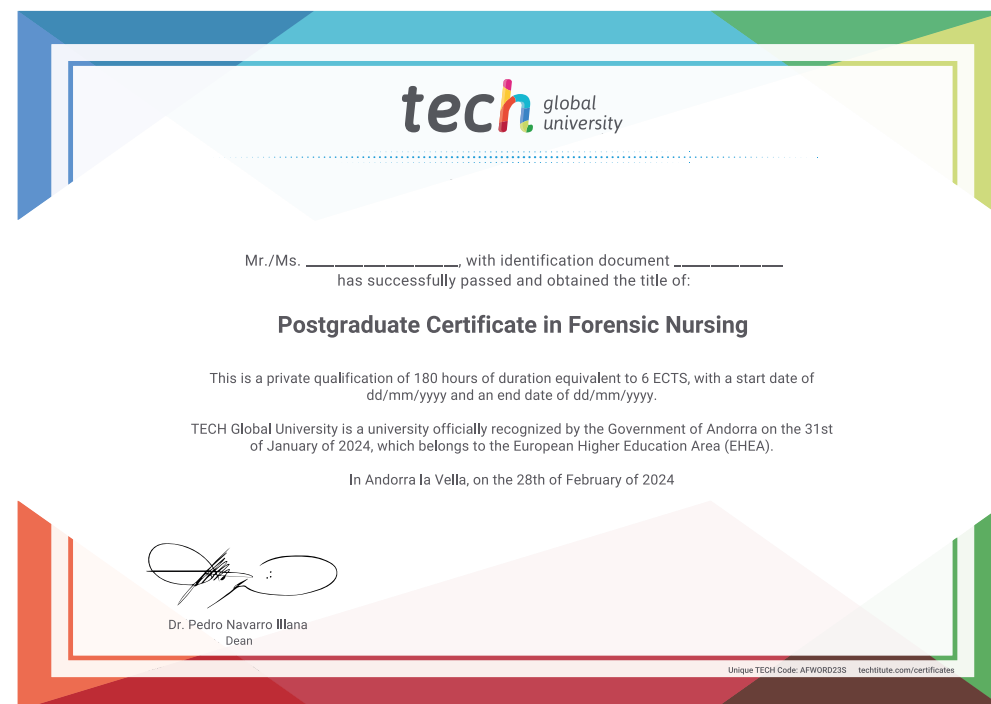 tech global university
Mr./Ms. ____________________, with identification document ______________
has successfully passed and obtained the title of:
Postgraduate Certificate in Forensic Nursing
This is a private qualification of 180 hours of duration equivalent to 6 ECTS, with a start date of
dd/mm/yyyy and an end date of dd/mm/yyyy.
TECH Global University is a university officially recognized by the Government of Andorra on the 31st
of January of 2024, which belongs to the European Higher Education Area (EHEA).
In Andorra la Vella, on the 28th of February of 2024
Dr. Pedro Navarro Illana
Dean
Unique TECH Code: AFWORD23S techtitute.com/certificates